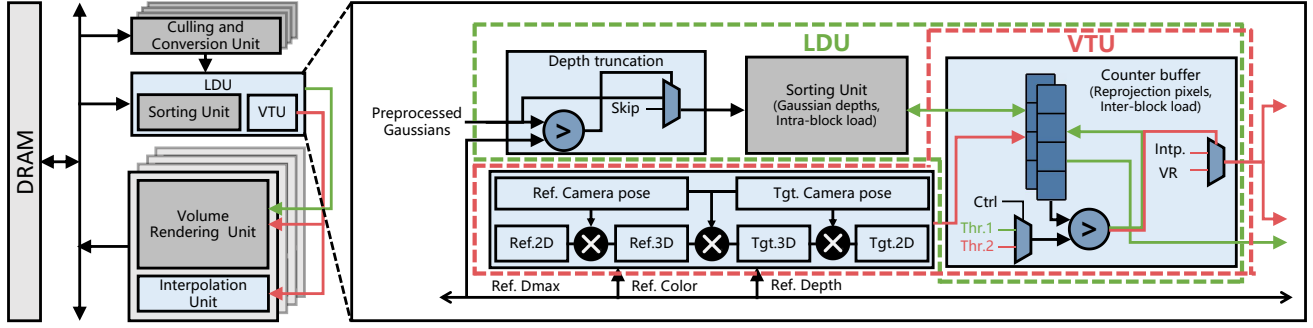 DRAM
Culling and
Conversion Unit
LDU
Sorting Unit
VTU
Volume
Rendering Unit
Interpolation
Unit
LDU
VTU
Depth truncation
Skip
>
Preprocessed
Gaussians
Sorting Unit
(Gaussian depths,
Intra-block load)
Counter buffer
(Reprojection pixels,
Inter-block load)
Intp.
VR
Ctrl
Thr.1
Thr.2
>
Ref. Camera pose
Tgt. Camera pose
Ref.2D
Ref.3D
Tgt.3D
Tgt.2D
Ref. Dmax
Ref. Color
Ref. Depth